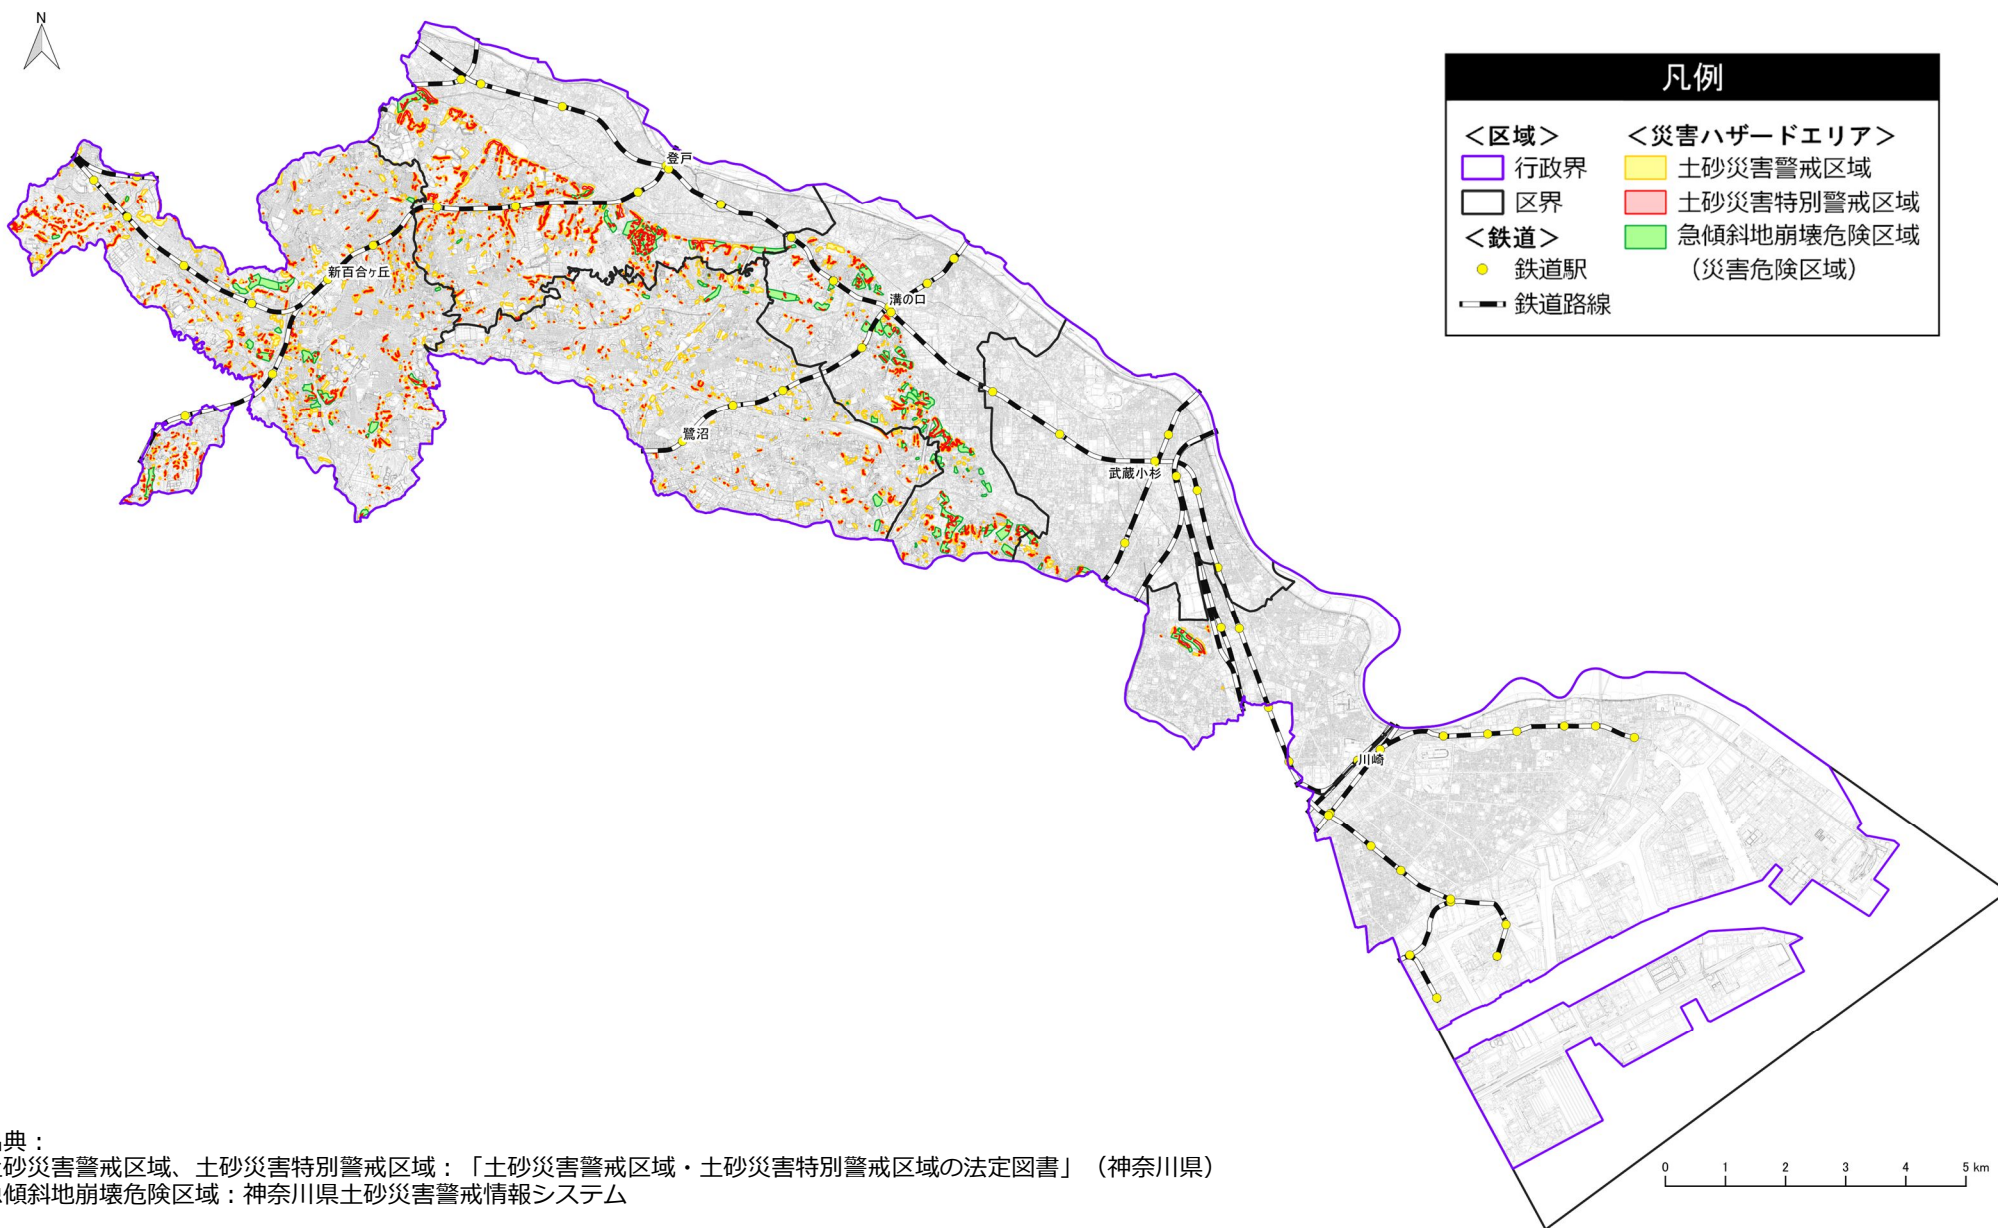 N
凡例
＜区域＞
行政界
区界
＜鉄道＞
鉄道駅
鉄道路線
＜災害ハザードエリア＞
土砂災害警戒区域
土砂災害特別警戒区域
急傾斜地崩壊危険区域
（災害危険区域）
登戸
新百合ヶ丘
溝の口
鷺沼
武蔵小杉
川崎
典：
砂災害警戒区域、土砂災害特別警戒区域：「土砂災害警戒区域・土砂災害特別警戒区域の法定図書」（神奈川県）
傾斜地崩壊危険区域：神奈川県土砂災害警戒情報システム
0 1 2 3 4 5 km